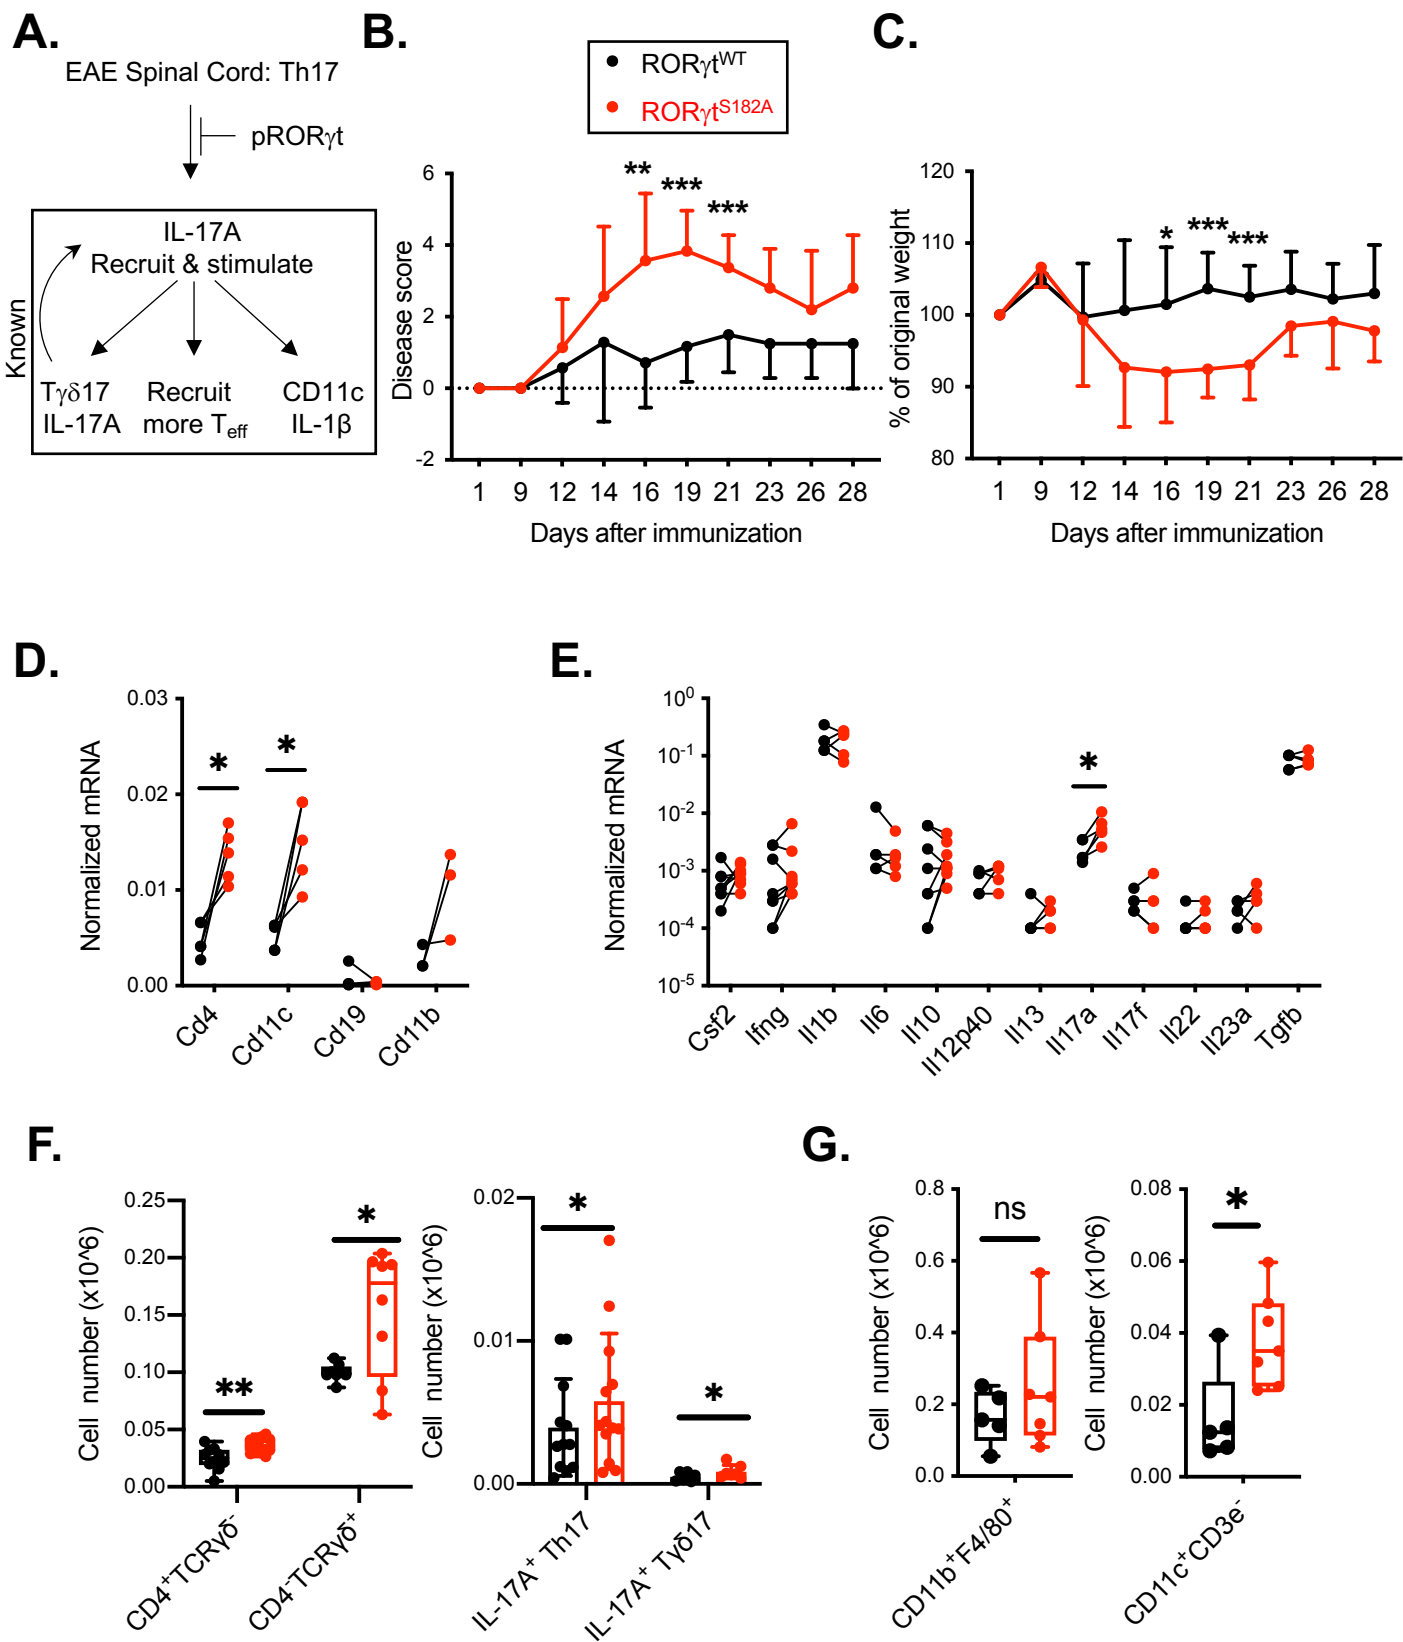 A.
EAE Spinal Cord: Th17
pRORγt
IL-17A
Recruit & stimulate
Known
Tγδ17
IL-17A
Recruit
more Teff
CD11c
IL-1β
B.
RORγtWT
RORγtS182A
Disease score
6
4
2
0
-2
**
***
***
1 9 12 14 16 19 21 23 26 28
Days after immunization
C.
% of original weight
120
110
100
90
80
*
***
***
1 9 12 14 16 19 21 23 26 28
Days after immunization
D.
Normalized mRNA
0.03
0.02
0.01
0.00
*
*
Cd4
Cd11c
Cd19
Cd11b
E.
Normalized mRNA
10^0
10^-1
10^-2
10^-3
10^-4
10^-5
*
Csf2
Ifng
Il1b
Il6
Il10
Il12p40
Il13
Il17a
Il17f
Il22
Il23a
Tgfb
F.
Cell number (x10^6)
0.25
0.20
0.15
0.10
0.05
0.00
**
*
CD4+TCRγδ-
CD4-TCRγδ+
Cell number (x10^6)
0.02
0.01
0.00
*
*
IL-17A+ Th17
IL-17A+ Tγδ17
G.
Cell number (x10^6)
0.8
0.6
0.4
0.2
0.0
ns
CD11b+F4/80+
Cell number (x10^6)
0.08
0.06
0.04
0.02
0.00
*
CD11c+CD3e-